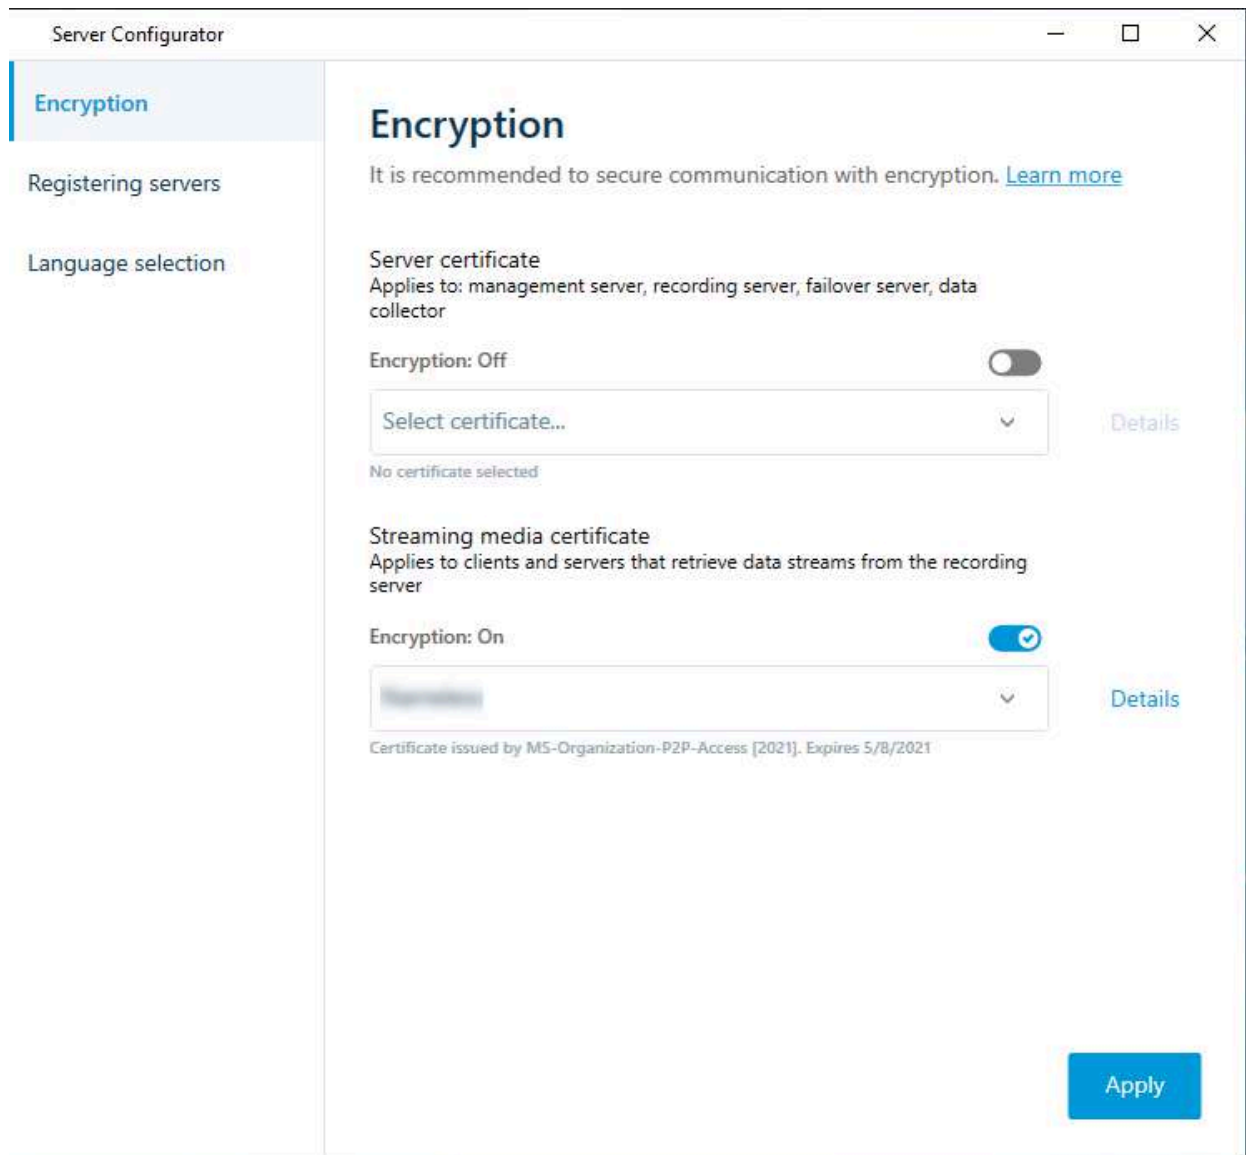 Server Configurator
Encryption
Registering servers
Language selection
Encryption
It is recommended to secure communication with encryption. Learn more
Server certificate
Applies to: management server, recording server, failover server, data
collector
Encryption: Off
Select certificate...
Details
No certificate selected
Streaming media certificate
Applies to clients and servers that retrieve data streams from the recording
server
Encryption: On
Details
Certificate issued by MS-Organization-P2P-Access [2021]. Expires 5/8/2021
Apply